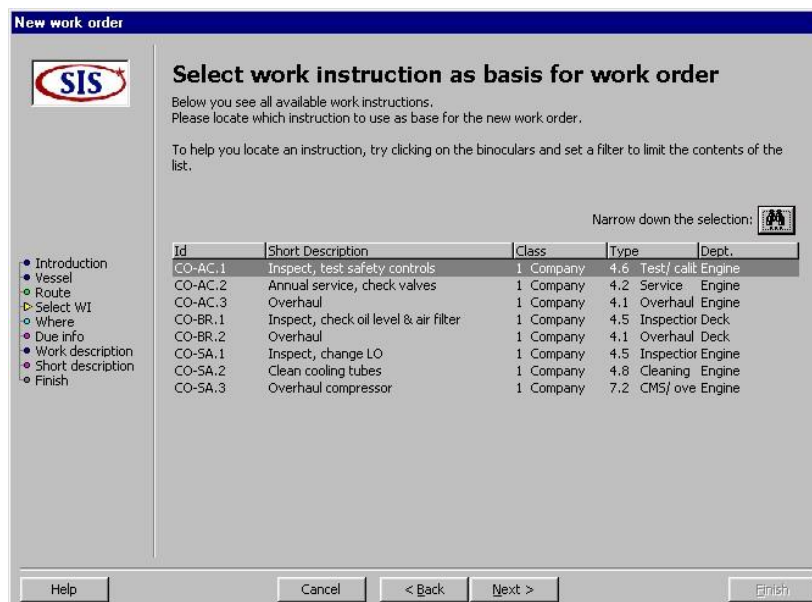 New work order
SIS
Select work instruction as basis for work order
Below you see all available work instructions.
Please locate which instruction to use as base for the new work order.
To help you locate an instruction, try clicking on the binoculars and set a filter to limit the contents of the
list.
Narrow down the selection:
Id Short Description Class Type Dept.
CO-AC.1 Inspect, test safety controls 1 Company 4.6 Test/ calit Engine
CO-AC.2 Annual service, check valves 1 Company 4.2 Service Engine
CO-AC.3 Overhaul 1 Company 4.1 Overhaul Engine
CO-BR.1 Inspect, check oil level & air filter 1 Company 4.5 Inspection Deck
CO-BR.2 Overhaul 1 Company 4.1 Overhaul Deck
CO-SA.1 Inspect, change LO 1 Company 4.5 Inspection Engine
CO-SA.2 Clean cooling tubes 1 Company 4.8 Cleaning Engine
CO-SA.3 Overhaul compressor 1 Company 7.2 CMS/ ove Engine
Introduction
Vessel
Route
Select WI
Where
Due info
Work description
Short description
Finish
Help Cancel < Back Next > Finish